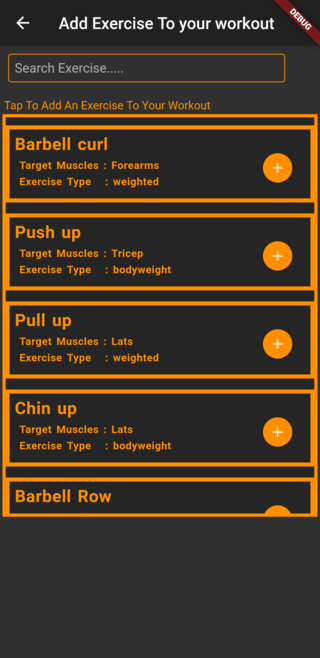 Add Exercise To your workout
DEBUG
Search Exercise.....
Tap To Add An Exercise To Your Workout
Barbell curl
Target Muscles : Forearms
Exercise Type : weighted
Push up
Target Muscles : Tricep
Exercise Type : bodyweight
Pull up
Target Muscles : Lats
Exercise Type : weighted
Chin up
Target Muscles : Lats
Exercise Type : bodyweight
Barbell Row